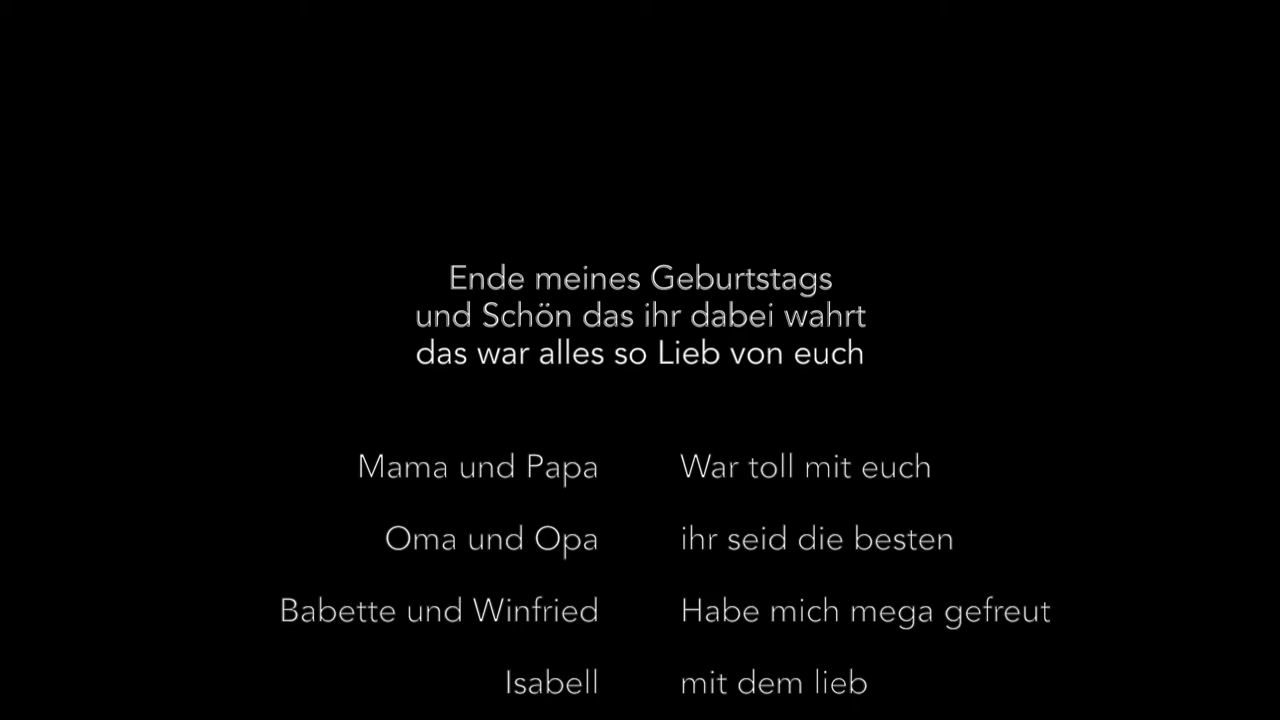 Ende meines Geburtstags
und Schön das ihr dabei wahrt
das war alles so Lieb von euch
Mama und Papa War toll mit euch
Oma und Opa ihr seid die besten
Babette und Winfried Habe mich mega gefreut
Isabell mit dem lieb